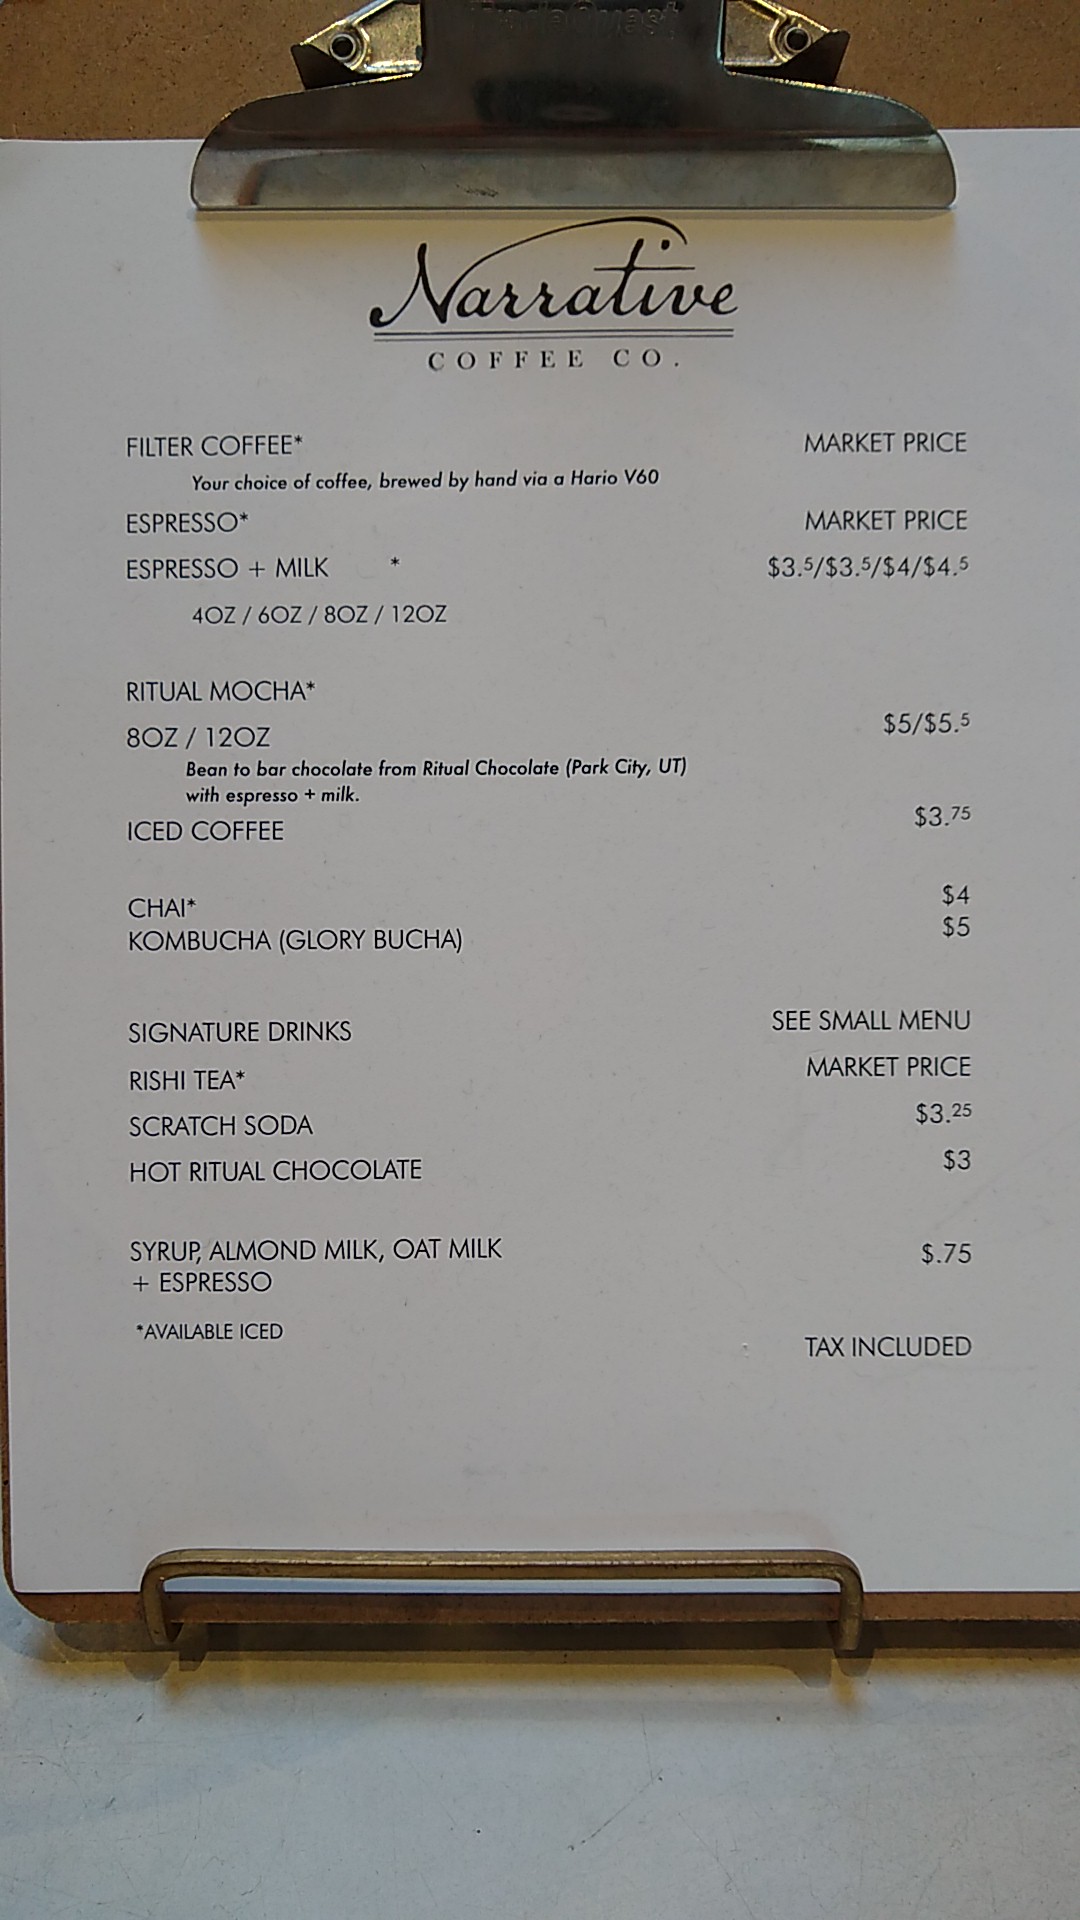 Narrative
COFFEE CO.
FILTER COFFEE* MARKET PRICE
Your choice of coffee, brewed by hand via a Hario V60
ESPRESSO* MARKET PRICE
ESPRESSO + MILK * $3.5/$3.5/$4/$4.5
4OZ / 6OZ / 8OZ / 12OZ
RITUAL MOCHA*
8OZ / 12OZ $5/$5.5
Bean to bar chocolate from Ritual Chocolate (Park City, UT)
with espresso + milk.
ICED COFFEE $3.75
CHAI* $4
KOMBUCHA (GLORY BUCHA) $5
SIGNATURE DRINKS SEE SMALL MENU
RISHI TEA* MARKET PRICE
SCRATCH SODA $3.25
HOT RITUAL CHOCOLATE $3
SYRUP, ALMOND MILK, OAT MILK $.75
+ ESPRESSO
*AVAILABLE ICED
TAX INCLUDED